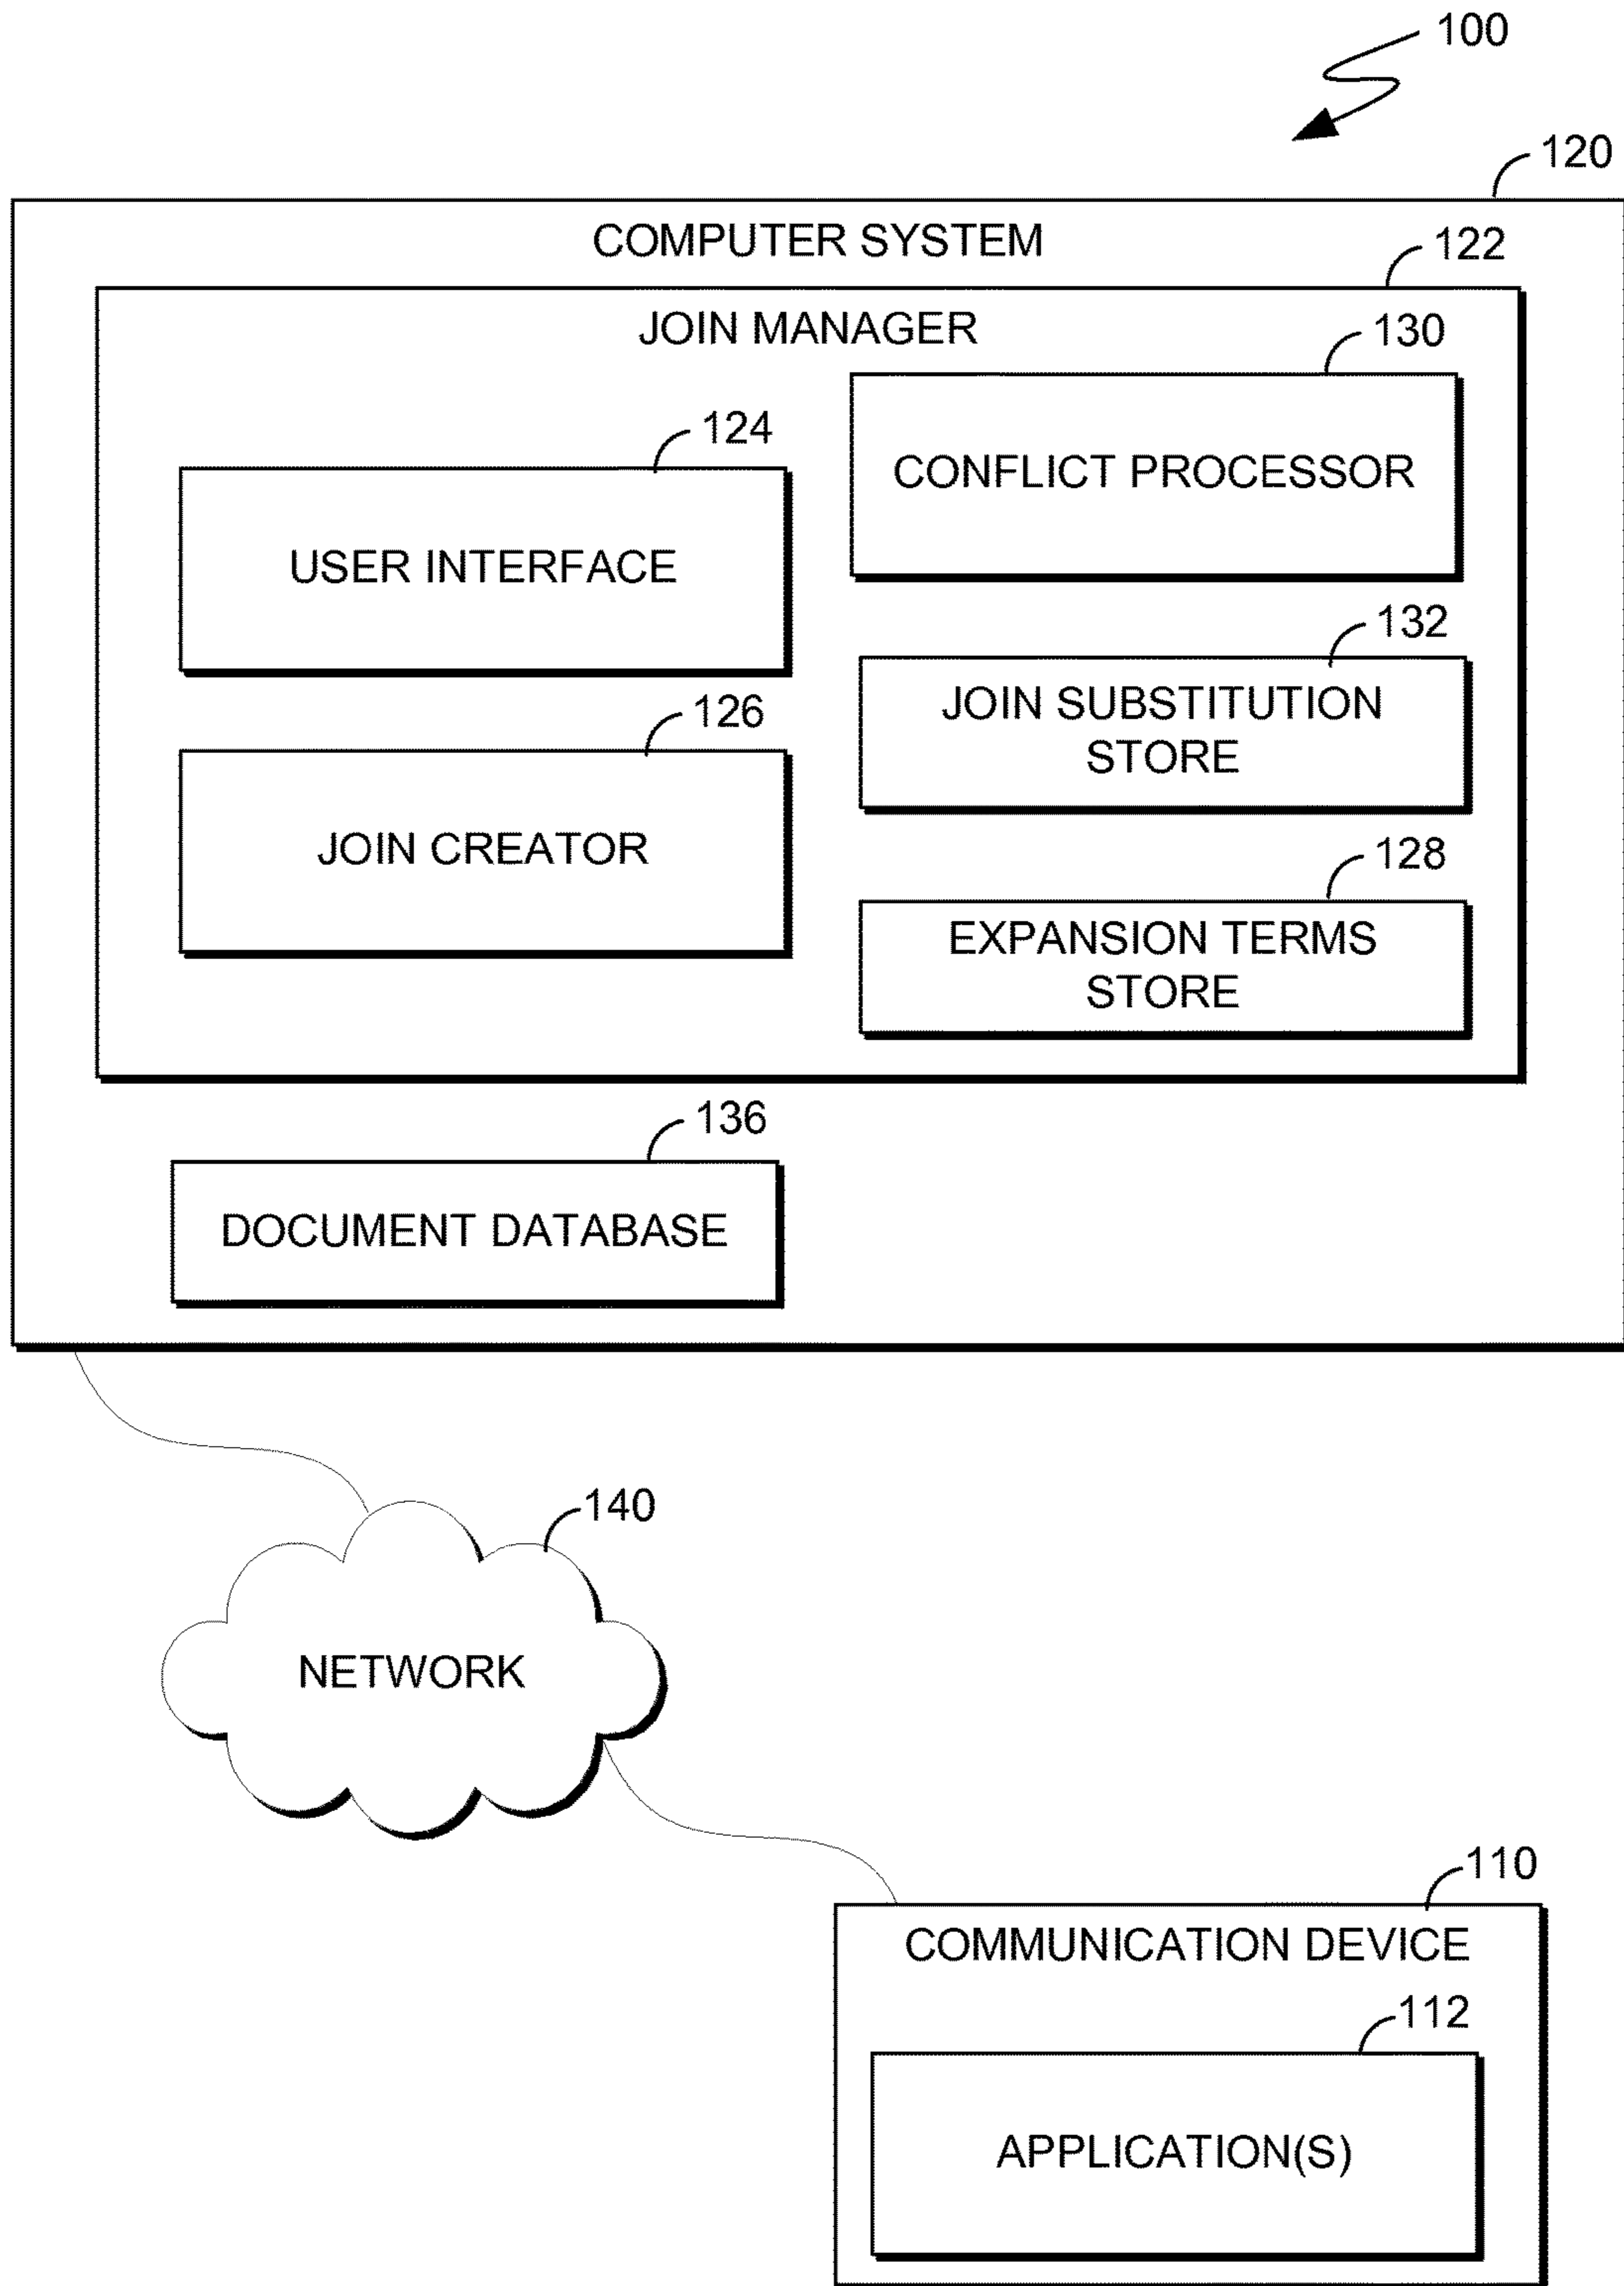 100
120
COMPUTER SYSTEM
122
JOIN MANAGER
130
CONFLICT PROCESSOR
124
USER INTERFACE
132
JOIN SUBSTITUTION
STORE
126
JOIN CREATOR
128
EXPANSION TERMS
STORE
136
DOCUMENT DATABASE
140
NETWORK
110
COMMUNICATION DEVICE
112
APPLICATION(S)